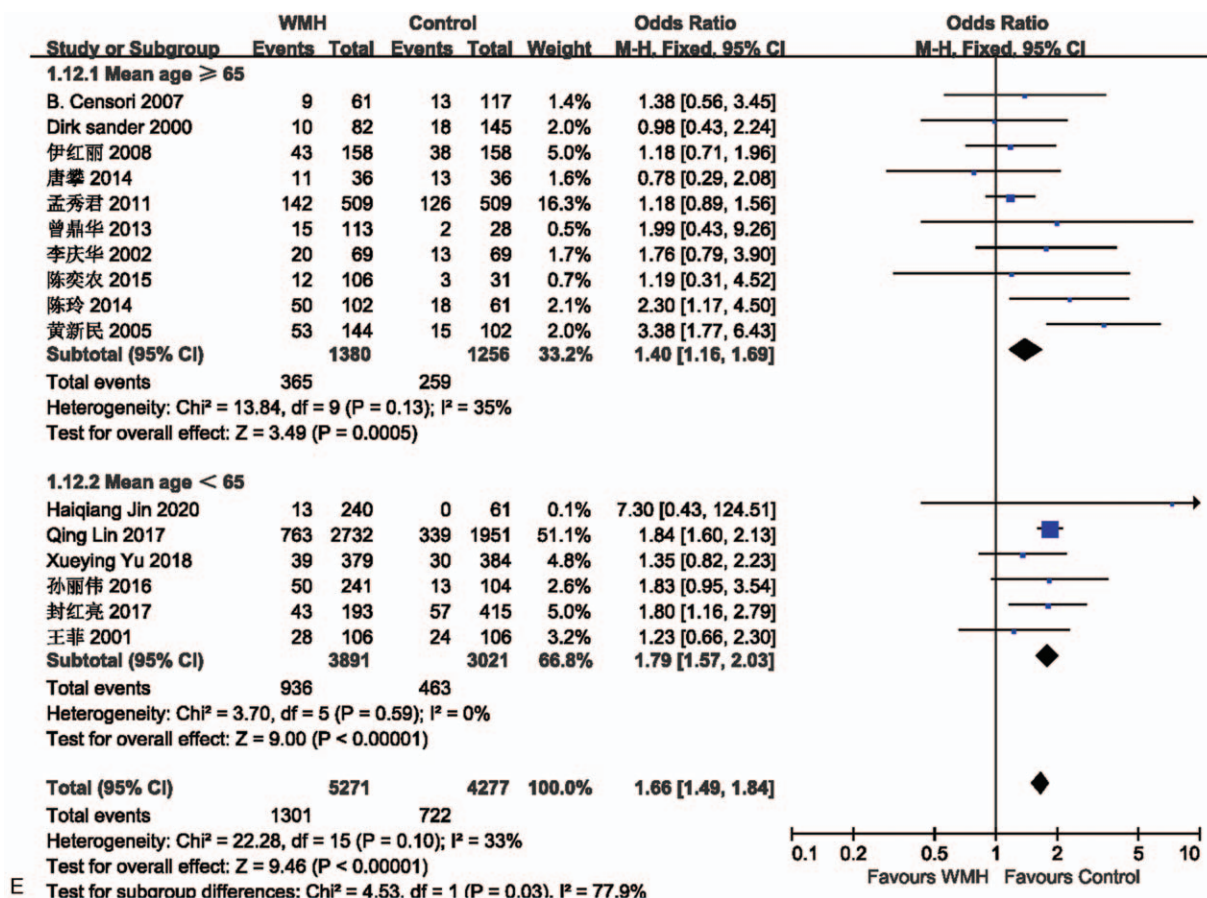 WMH Control Odds Ratio Odds Ratio
Study or Subgroup Events Total Events Total Weight M-H, Fixed, 95% CI M-H, Fixed, 95% CI
1.12.1 Mean age ≥ 65
B. Censori 2007 9 61 13 117 1.4% 1.38 [0.56, 3.45]
Dirk sander 2000 10 82 18 145 2.0% 0.98 [0.43, 2.24]
伊红丽 2008 43 158 38 158 5.0% 1.18 [0.71, 1.96]
唐攀 2014 11 36 13 36 1.6% 0.78 [0.29, 2.08]
孟秀君 2011 142 509 126 509 16.3% 1.18 [0.89, 1.56]
曾鼎华 2013 15 113 2 28 0.5% 1.99 [0.43, 9.26]
李庆华 2002 20 69 13 69 1.7% 1.76 [0.79, 3.90]
陈奕农 2015 12 106 3 31 0.7% 1.19 [0.31, 4.52]
陈玲 2014 50 102 18 61 2.1% 2.30 [1.17, 4.50]
黄新民 2005 53 144 15 102 2.0% 3.38 [1.77, 6.43]
Subtotal (95% CI) 1380 1256 33.2% 1.40 [1.16, 1.69]
Total events 365 259
Heterogeneity: Chi² = 13.84, df = 9 (P = 0.13); I² = 35%
Test for overall effect: Z = 3.49 (P = 0.0005)
1.12.2 Mean age < 65
Haiqiang Jin 2020 13 240 0 61 0.1% 7.30 [0.43, 124.51]
Qing Lin 2017 763 2732 339 1951 51.1% 1.84 [1.60, 2.13]
Xueying Yu 2018 39 379 30 384 4.8% 1.35 [0.82, 2.23]
孙丽伟 2016 50 241 13 104 2.6% 1.83 [0.95, 3.54]
封红亮 2017 43 193 57 415 5.0% 1.80 [1.16, 2.79]
王菲 2001 28 106 24 106 3.2% 1.23 [0.66, 2.30]
Subtotal (95% CI) 3891 3021 66.8% 1.79 [1.57, 2.03]
Total events 936 463
Heterogeneity: Chi² = 3.70, df = 5 (P = 0.59); I² = 0%
Test for overall effect: Z = 9.00 (P < 0.00001)
Total (95% CI) 5271 4277 100.0% 1.66 [1.49, 1.84]
Total events 1301 722
Heterogeneity: Chi² = 22.28, df = 15 (P = 0.10); I² = 33%
Test for overall effect: Z = 9.46 (P < 0.00001)
Test for subgroup differences: Chi² = 4.53, df = 1 (P = 0.03), I² = 77.9%
0.1 0.2 0.5 1 2 5 10
Favours WMH Favours Control
E